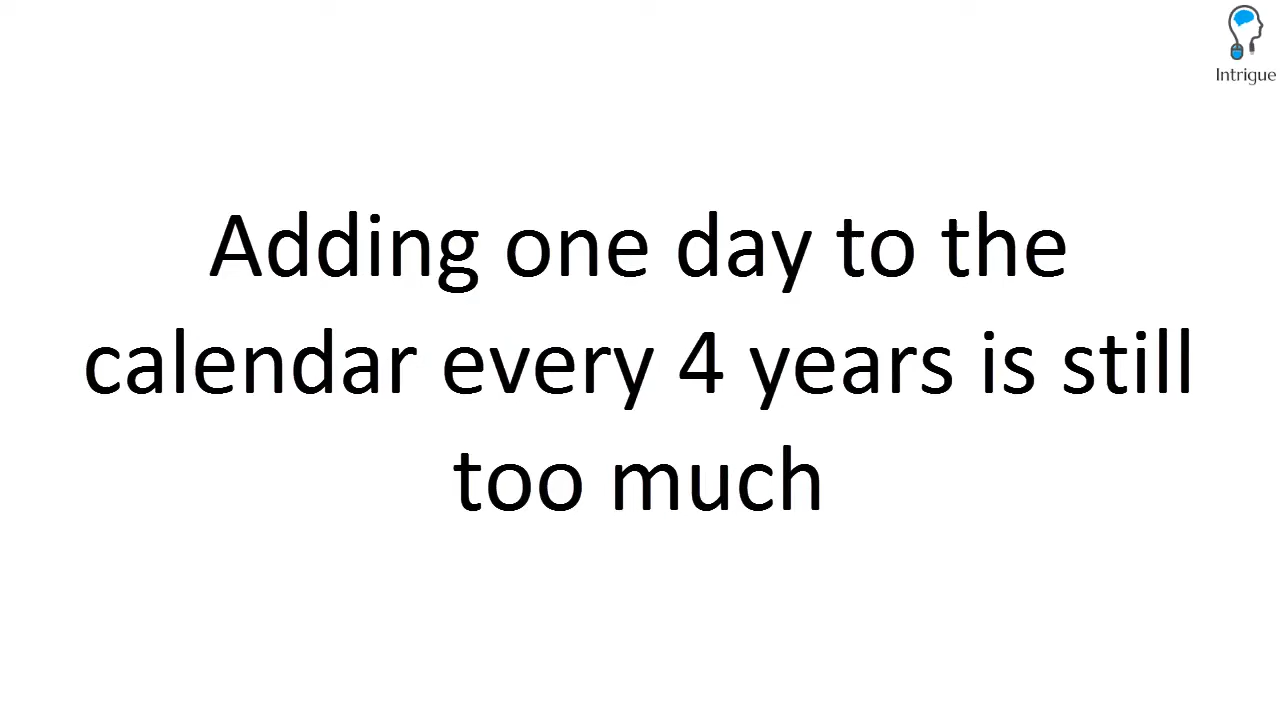 Intrigue
Adding one day to the
calendar every 4 years is still
too much